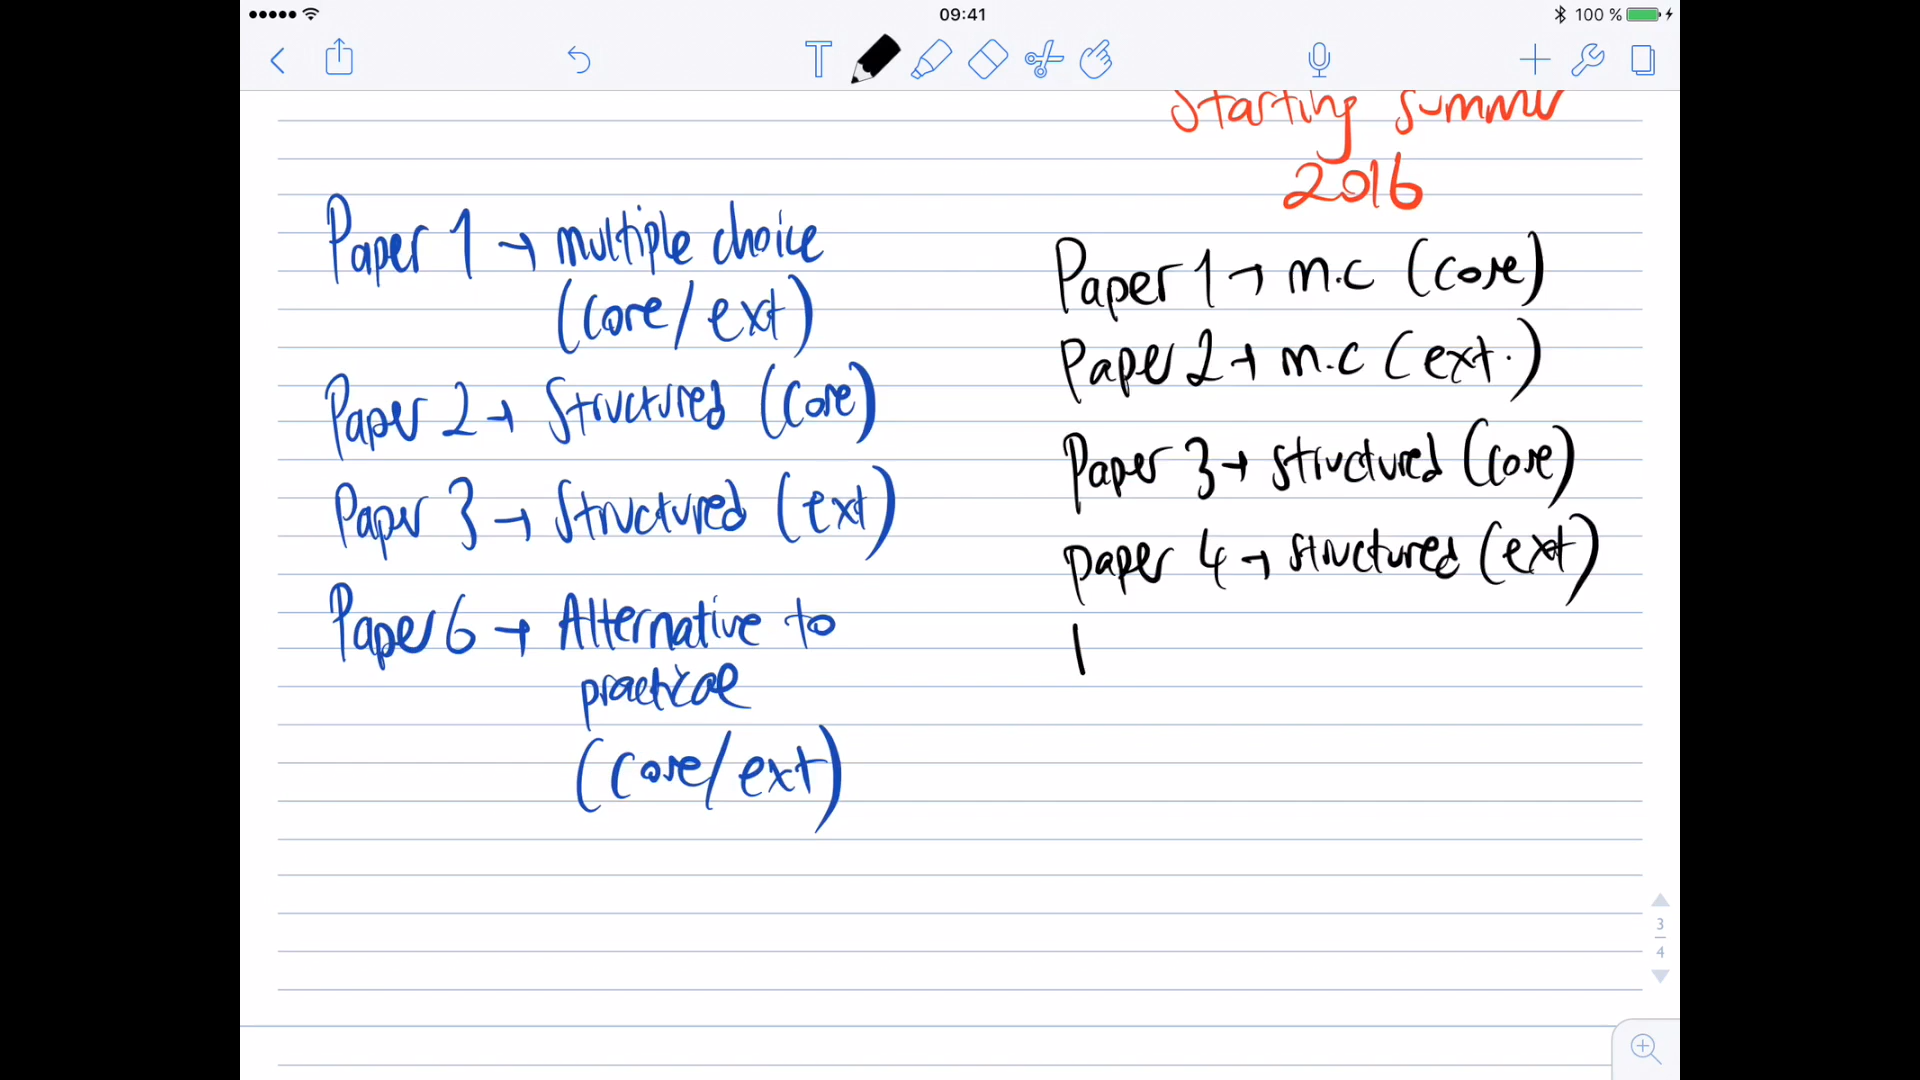 09:41
100 %
T
Starting summer
2016
Paper 1 → multiple choice
(core/ext)
Paper 2 → Structured (core)
Paper 3 → Structured (ext)
Paper 6 → Alternative to
practical
(core/ext)
Paper 1 → m.c (core)
Paper 2 → m.c (ext.)
Paper 3 → structured (core)
paper 4 → structured (ext)
3
4